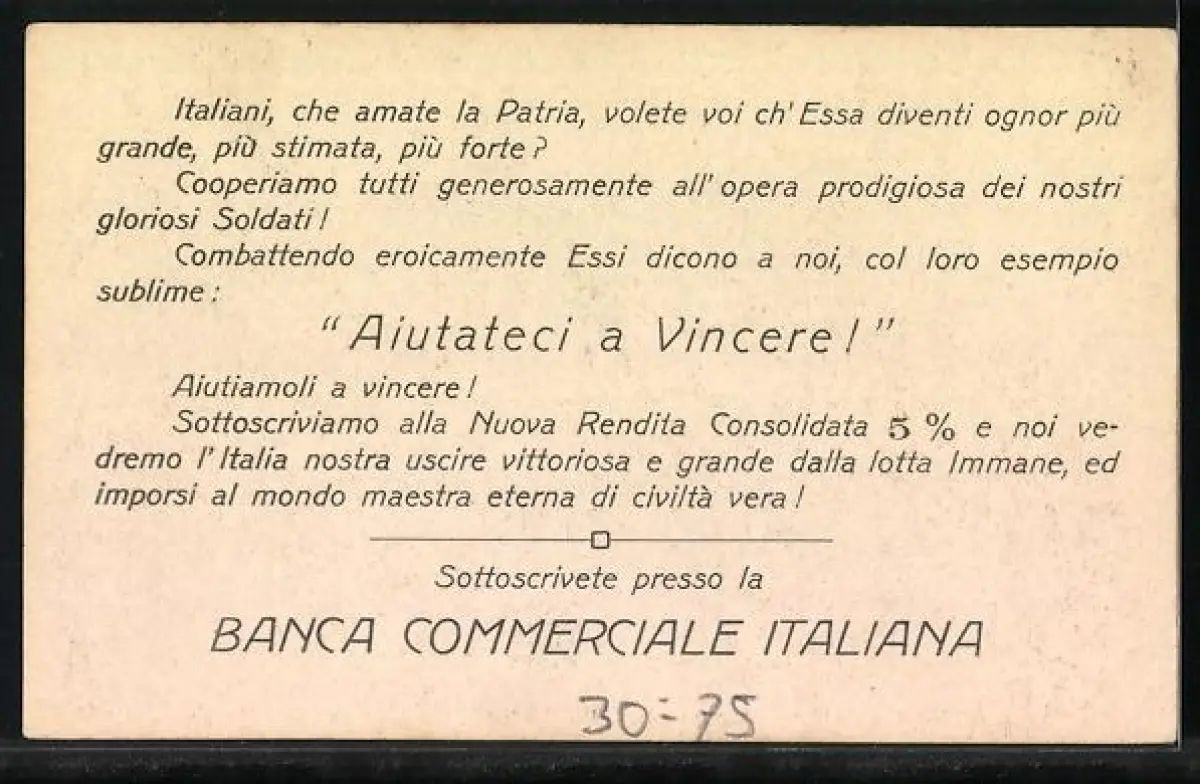 Italiani, che amate la Patria, volete voi ch' Essa diventi ognor più
grande, più stimata, più forte?
Cooperiamo tutti generosamente all' opera prodigiosa dei nostri
gloriosi Soldati!
Combattendo eroicamente Essi dicono a noi, col loro esempio
sublime:
“Aiutateci a Vincere!”
Aiutiamoli a vincere!
Sottoscriviamo alla Nuova Rendita Consolidata 5 % e noi ve-
dremo l' Italia nostra uscire vittoriosa e grande dalla lotta Immane, ed
imporsi al mondo maestra eterna di civiltà vera!
Sottoscrivete presso la
BANCA COMMERCIALE ITALIANA
30=75